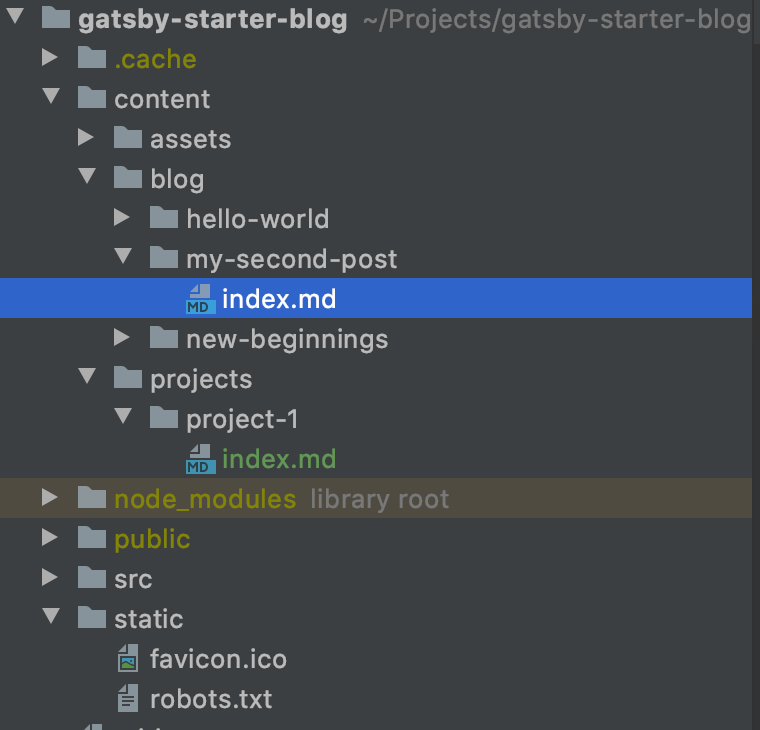 gatsby-starter-blog ~/Projects/gatsby-starter-blog
.cache
content
assets
blog
hello-world
my-second-post
MD index.md
new-beginnings
projects
project-1
MD index.md
node_modules library root
public
src
static
favicon.ico
robots.txt